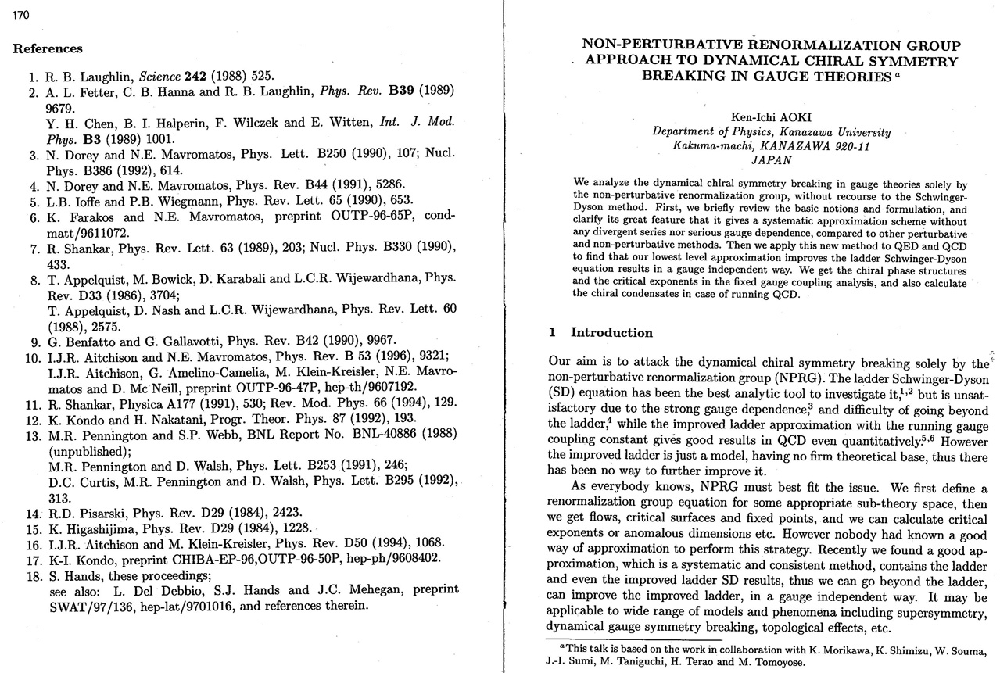 170
References
1. R. B. Laughlin, Science 242 (1988) 525.
2. A. L. Fetter, C. B. Hanna and R. B. Laughlin, Phys. Rev. B39 (1989)
9679.
Y. H. Chen, B. I. Halperin, F. Wilczek and E. Witten, Int. J. Mod.
Phys. B3 (1989) 1001.
3. N. Dorey and N.E. Mavromatos, Phys. Lett. B250 (1990), 107; Nucl.
Phys. B386 (1992), 614.
4. N. Dorey and N.E. Mavromatos, Phys. Rev. B44 (1991), 5286.
5. L.B. Ioffe and P.B. Wiegmann, Phys. Rev. Lett. 65 (1990), 653.
6. K. Farakos and N.E. Mavromatos, preprint OUTP-96-65P, cond-
matt/9611072.
7. R. Shankar, Phys. Rev. Lett. 63 (1989), 203; Nucl. Phys. B330 (1990),
433.
8. T. Appelquist, M. Bowick, D. Karabali and L.C.R. Wijewardhana, Phys.
Rev. D33 (1986), 3704;
T. Appelquist, D. Nash and L.C.R. Wijewardhana, Phys. Rev. Lett. 60
(1988), 2575.
9. G. Benfatto and G. Gallavotti, Phys. Rev. B42 (1990), 9967.
10. I.J.R. Aitchison and N.E. Mavromatos, Phys. Rev. B 53 (1996), 9321;
I.J.R. Aitchison, G. Amelino-Camelia, M. Klein-Kreisler, N.E. Mavro-
matos and D. Mc Neill, preprint OUTP-96-47P, hep-th/9607192.
11. R. Shankar, Physica A177 (1991), 530; Rev. Mod. Phys. 66 (1994), 129.
12. K. Kondo and H. Nakatani, Progr. Theor. Phys. 87 (1992), 193.
13. M.R. Pennington and S.P. Webb, BNL Report No. BNL-40886 (1988)
(unpublished);
M.R. Pennington and D. Walsh, Phys. Lett. B253 (1991), 246;
D.C. Curtis, M.R. Pennington and D. Walsh, Phys. Lett. B295 (1992),
313.
14. R.D. Pisarski, Phys. Rev. D29 (1984), 2423.
15. K. Higashijima, Phys. Rev. D29 (1984), 1228.
16. I.J.R. Aitchison and M. Klein-Kreisler, Phys. Rev. D50 (1994), 1068.
17. K-I. Kondo, preprint CHIBA-EP-96,OUTP-96-50P, hep-ph/9608402.
18. S. Hands, these proceedings;
see also: L. Del Debbio, S.J. Hands and J.C. Mehegan, preprint
SWAT/97/136, hep-lat/9701016, and references therein.
NON-PERTURBATIVE RENORMALIZATION GROUP
APPROACH TO DYNAMICAL CHIRAL SYMMETRY
BREAKING IN GAUGE THEORIES a
Ken-Ichi AOKI
Department of Physics, Kanazawa University
Kakuma-machi, KANAZAWA 920-11
JAPAN
We analyze the dynamical chiral symmetry breaking in gauge theories solely by
the non-perturbative renormalization group, without recourse to the Schwinger-
Dyson method. First, we briefly review the basic notions and formulation, and
clarify its great feature that it gives a systematic approximation scheme without
any divergent series nor serious gauge dependence, compared to other perturbative
and non-perturbative methods. Then we apply this new method to QED and QCD
to find that our lowest level approximation improves the ladder Schwinger-Dyson
equation results in a gauge independent way. We get the chiral phase structures
and the critical exponents in the fixed gauge coupling analysis, and also calculate
the chiral condensates in case of running QCD.
1 Introduction
Our aim is to attack the dynamical chiral symmetry breaking solely by the
non-perturbative renormalization group (NPRG). The ladder Schwinger-Dyson
(SD) equation has been the best analytic tool to investigate it,1,2 but is unsat-
isfactory due to the strong gauge dependence,3 and difficulty of going beyond
the ladder,4 while the improved ladder approximation with the running gauge
coupling constant gives good results in QCD even quantitatively.5,6 However
the improved ladder is just a model, having no firm theoretical base, thus there
has been no way to further improve it.
As everybody knows, NPRG must best fit the issue. We first define a
renormalization group equation for some appropriate sub-theory space, then
we get flows, critical surfaces and fixed points, and we can calculate critical
exponents or anomalous dimensions etc. However nobody had known a good
way of approximation to perform this strategy. Recently we found a good ap-
proximation, which is a systematic and consistent method, contains the ladder
and even the improved ladder SD results, thus we can go beyond the ladder,
can improve the improved ladder, in a gauge independent way. It may be
applicable to wide range of models and phenomena including supersymmetry,
dynamical gauge symmetry breaking, topological effects, etc.
aThis talk is based on the work in collaboration with K. Morikawa, K. Shimizu, W. Souma,
J.-I. Sumi, M. Taniguchi, H. Terao and M. Tomoyose.